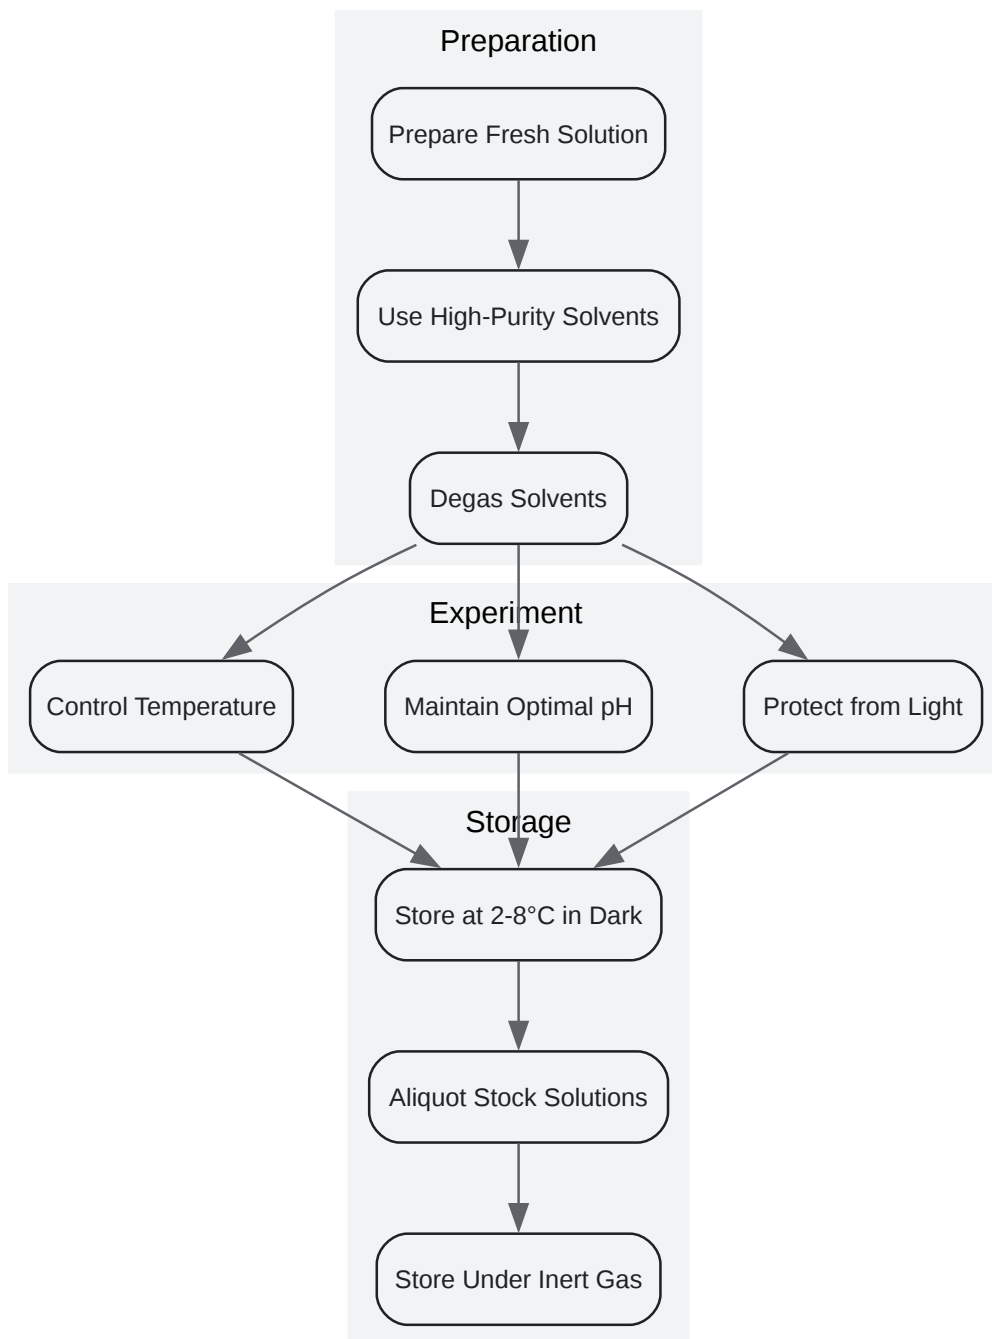 Preparation
Prepare Fresh Solution
Use High-Purity Solvents
Degas Solvents
Experiment
Control Temperature
Maintain Optimal pH
Protect from Light
Storage
Store at 2-8°C in Dark
Aliquot Stock Solutions
Store Under Inert Gas